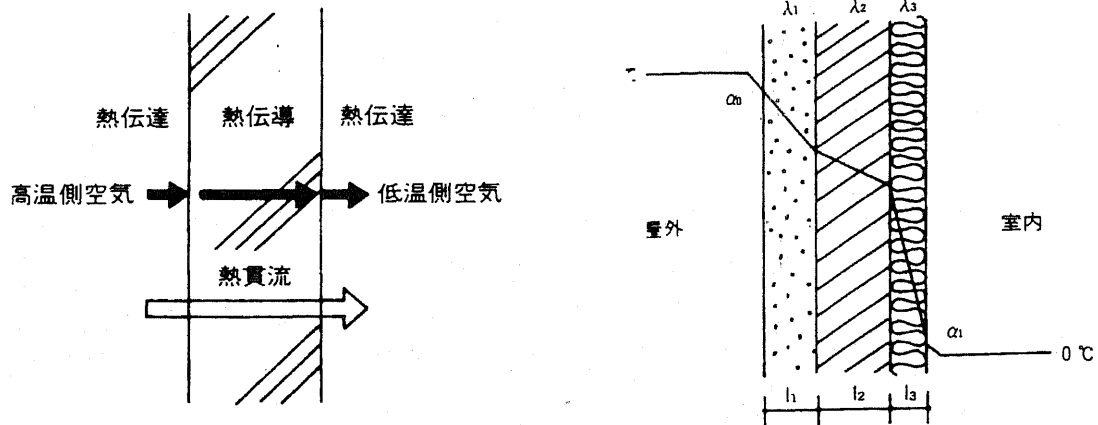 熱伝達 熱伝導 熱伝達
高温側空気 低温側空気
熱貫流
λ₁ λ₂ λ₃
α₀
屋外
室内
α₁
0 ℃
l₁ l₂ l₃